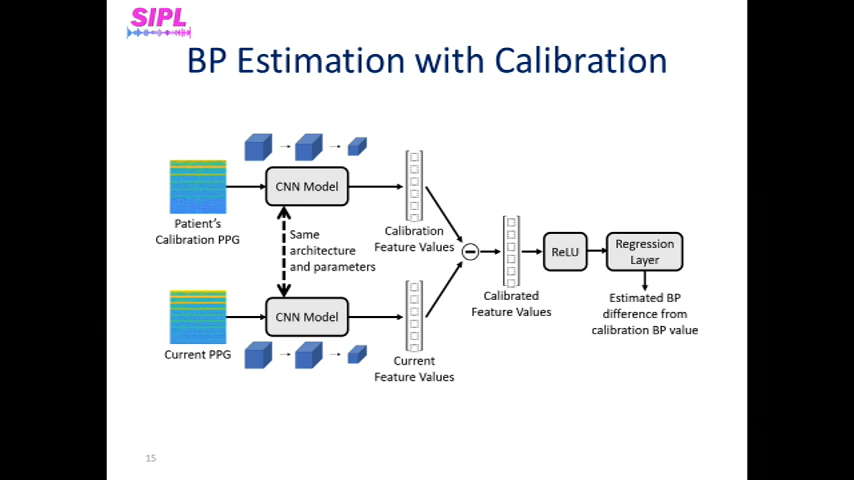 SIPL
BP Estimation with Calibration
CNN Model
Patient's
Calibration PPG
Same
architecture
and parameters
Calibration
Feature Values
Calibrated
Feature Values
ReLU
Regression
Layer
Estimated BP
difference from
calibration BP value
CNN Model
Current PPG
Current
Feature Values
15